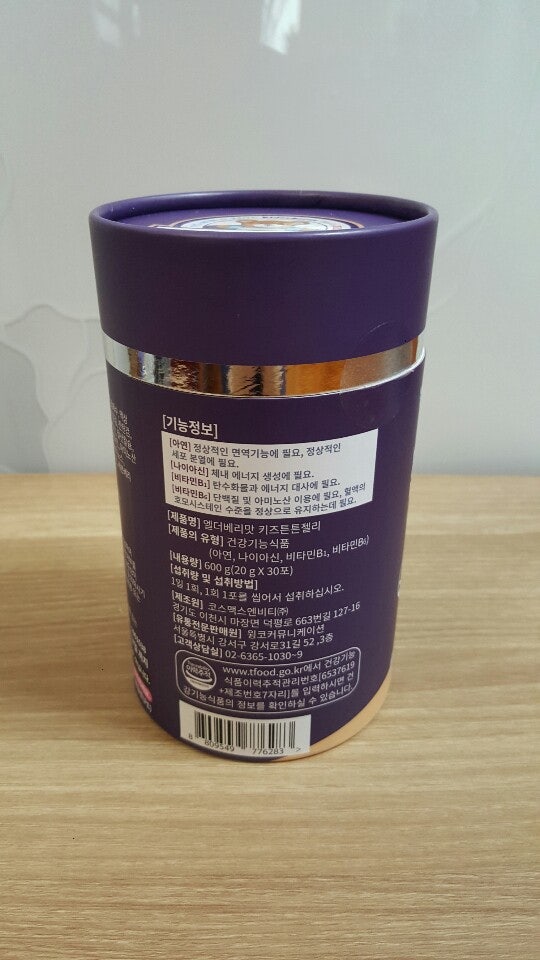 [기능정보]
[아연] 정상적인 면역기능에 필요, 정상적인
세포 분열에 필요.
[나이아신] 체내 에너지 생성에 필요.
[비타민B₁] 탄수화물과 에너지 대사에 필요.
[비타민B₆] 단백질 및 아미노산 이용에 필요, 혈액의
호모시스테인 수준을 정상으로 유지하는데 필요.
[제품명] 엘더베리맛 키즈튼튼젤리
[제품의 유형] 건강기능식품
(아연, 나이아신, 비타민B₁, 비타민B₆)
[내용량] 600 g(20 g X 30포)
[섭취량 및 섭취방법]
1일 1회, 1회 1포를 씹어서 섭취하십시오.
[제조원] 코스맥스엔비티㈜
경기도 이천시 마장면 덕평로 663번길 127-16
[유통전문판매원] 윙코커뮤니케이션
서울특별시 강서구 강서로31길 52 ,3층
[고객상담실] 02-6365-1030~9
www.tfood.go.kr에서 건강기능
식품이력추적관리번호[6537619
+제조번호7자리]를 입력하시면 건
강기능식품의 정보를 확인하실 수 있습니다.
8 809549 776283 >